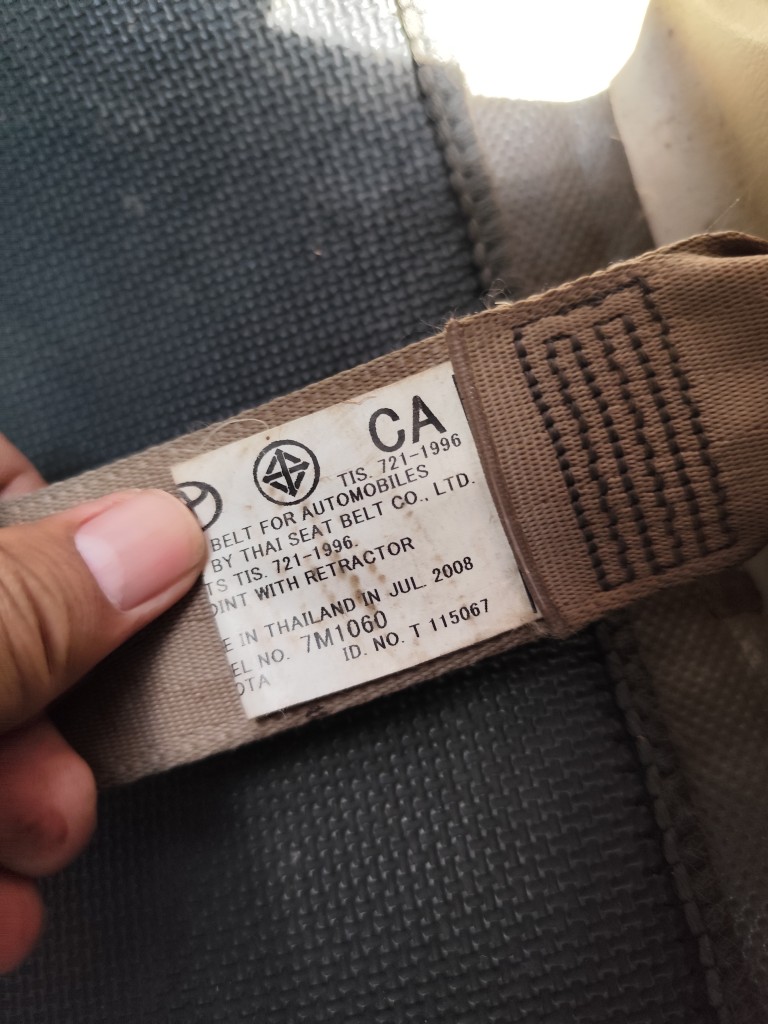 CA
TIS. 721-1996
BELT FOR AUTOMOBILES
BY THAI SEAT BELT CO., LTD.
TS TIS. 721-1996.
OINT WITH RETRACTOR
E IN THAILAND IN JUL. 2008
EL NO. 7M1060
OTA ID. NO. T 115067